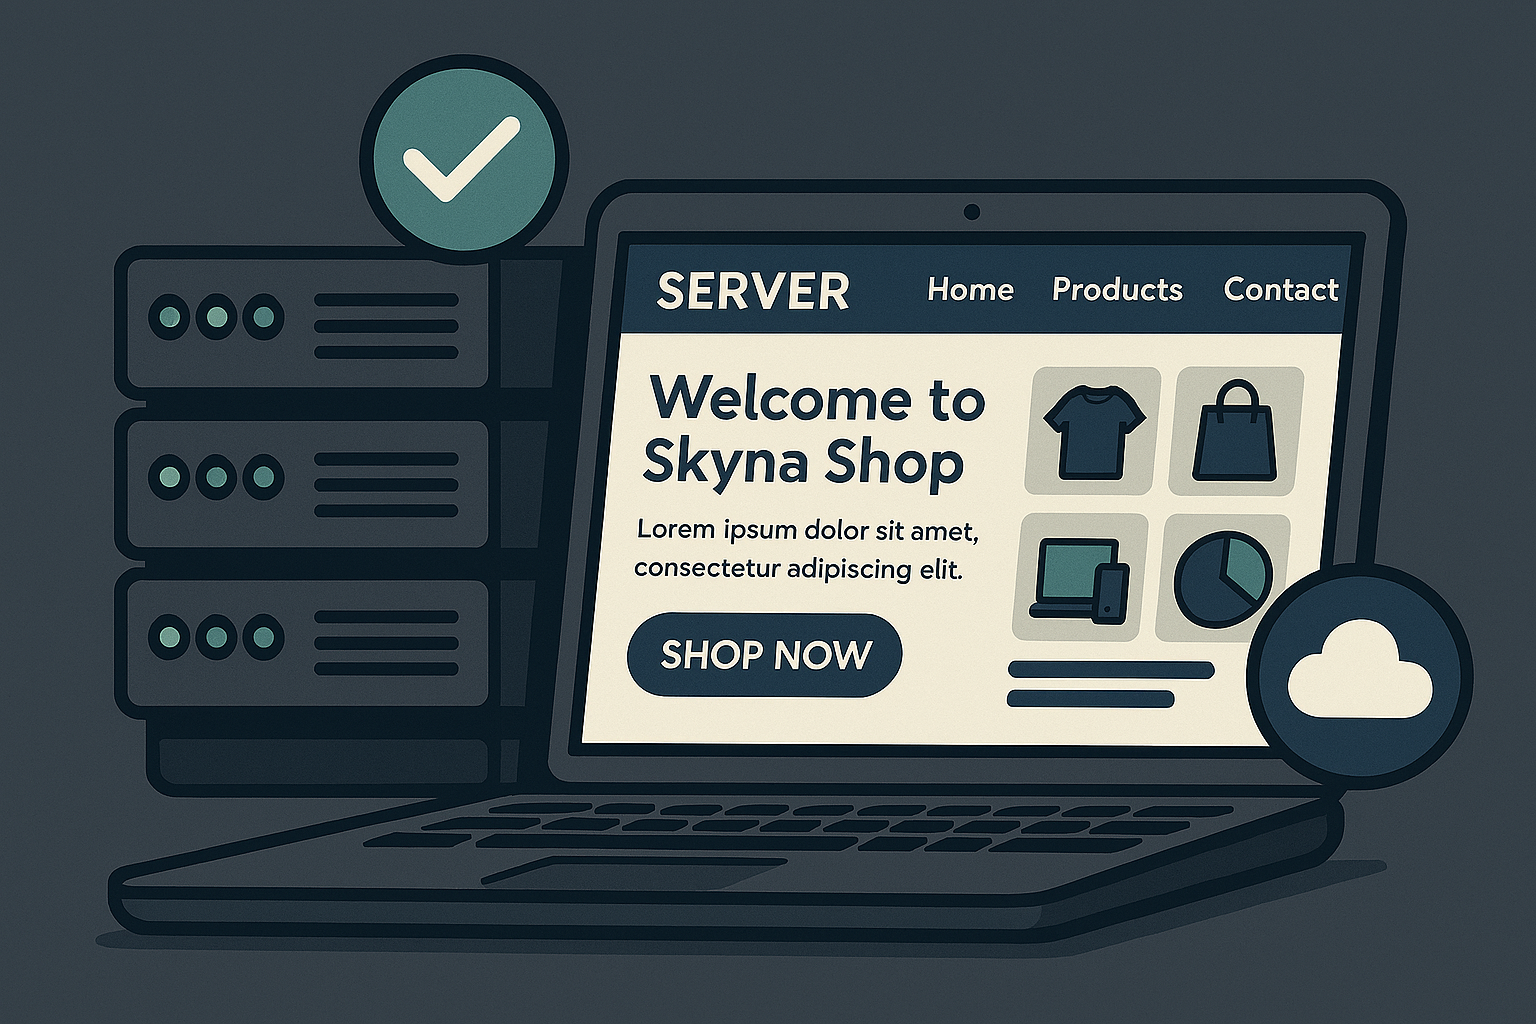 SERVER
Home Products Contact
Welcome to
Skyna Shop
Lorem ipsum dolor sit amet,
consectetur adipiscing elit.
SHOP NOW